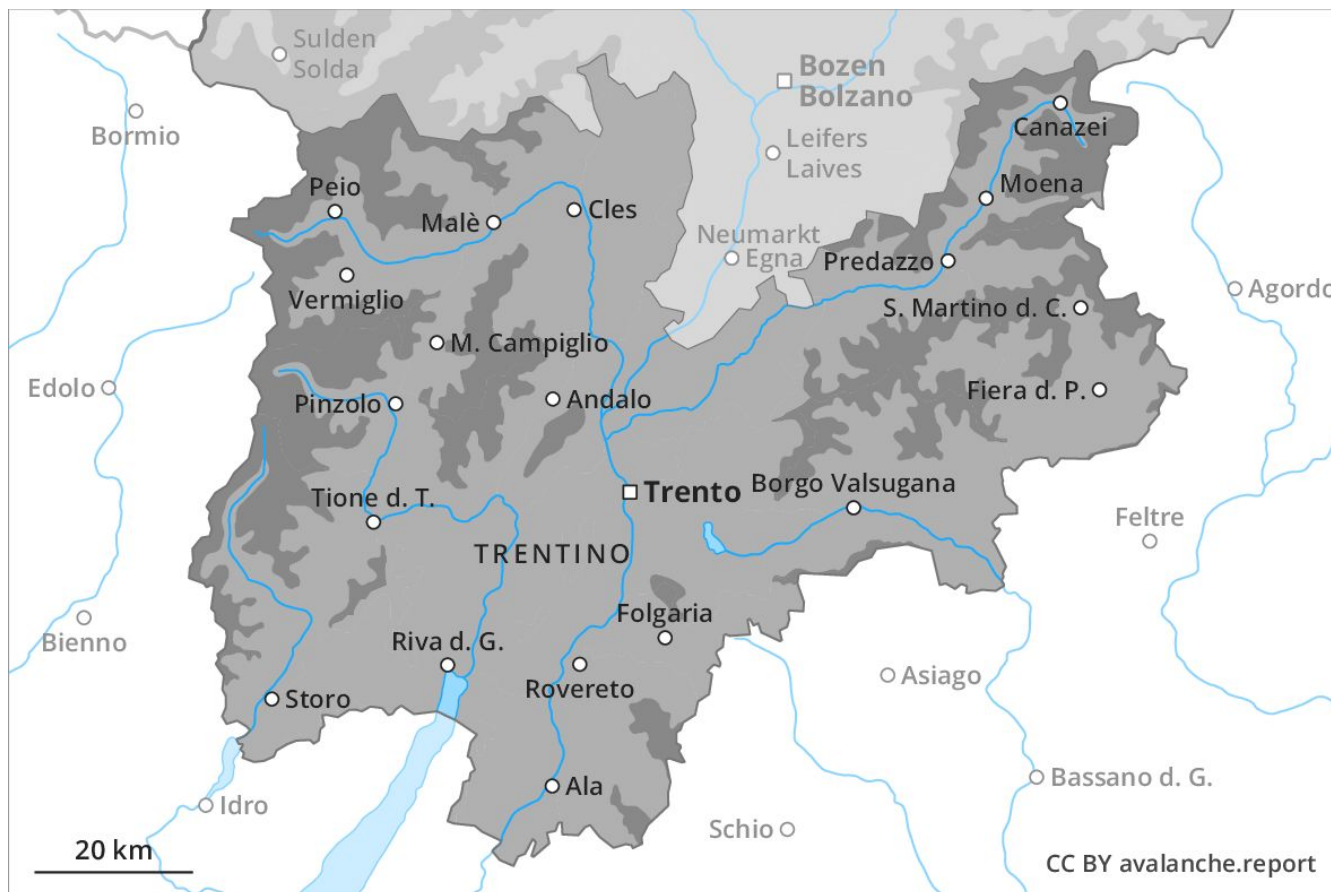 Sulden
Solda
Bozen
Bolzano
Bormio
Canazei
Leifers
Laives
Peio
Moena
Malè
Cles
Neumarkt
Egna
Predazzo
Vermiglio
Agordo
S. Martino d. C.
M. Campiglio
Edolo
Pinzolo
Andalo
Fiera d. P.
Trento
Borgo Valsugana
Tione d. T.
Feltre
TRENTINO
Folgaria
Bienno
Riva d. G.
Rovereto
Asiago
Storo
Bassano d. G.
Ala
Idro
Schio
20 km
CC BY avalanche.report